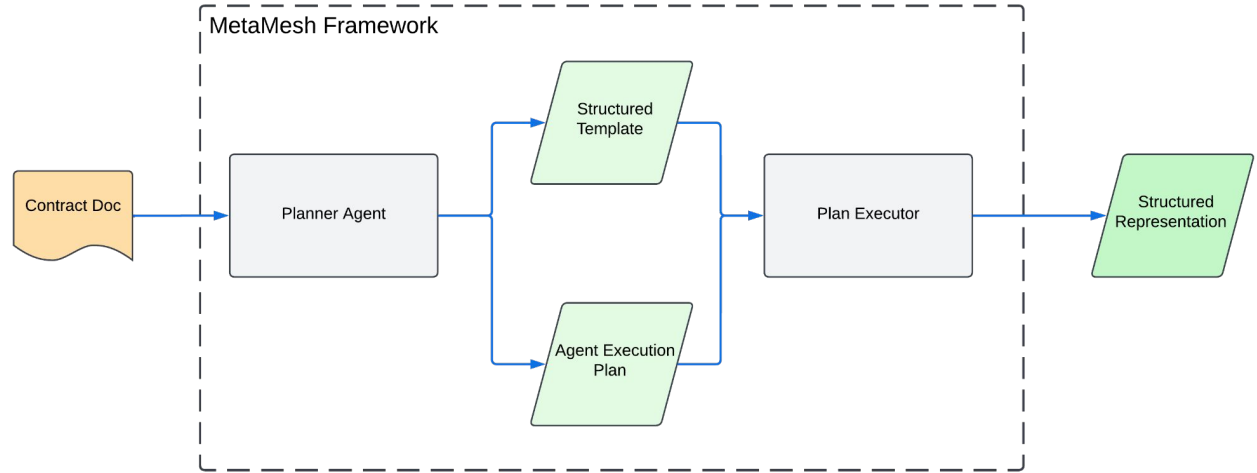 MetaMesh Framework
Contract Doc
Planner Agent
Structured
Template
Agent Execution
Plan
Plan Executor
Structured
Representation